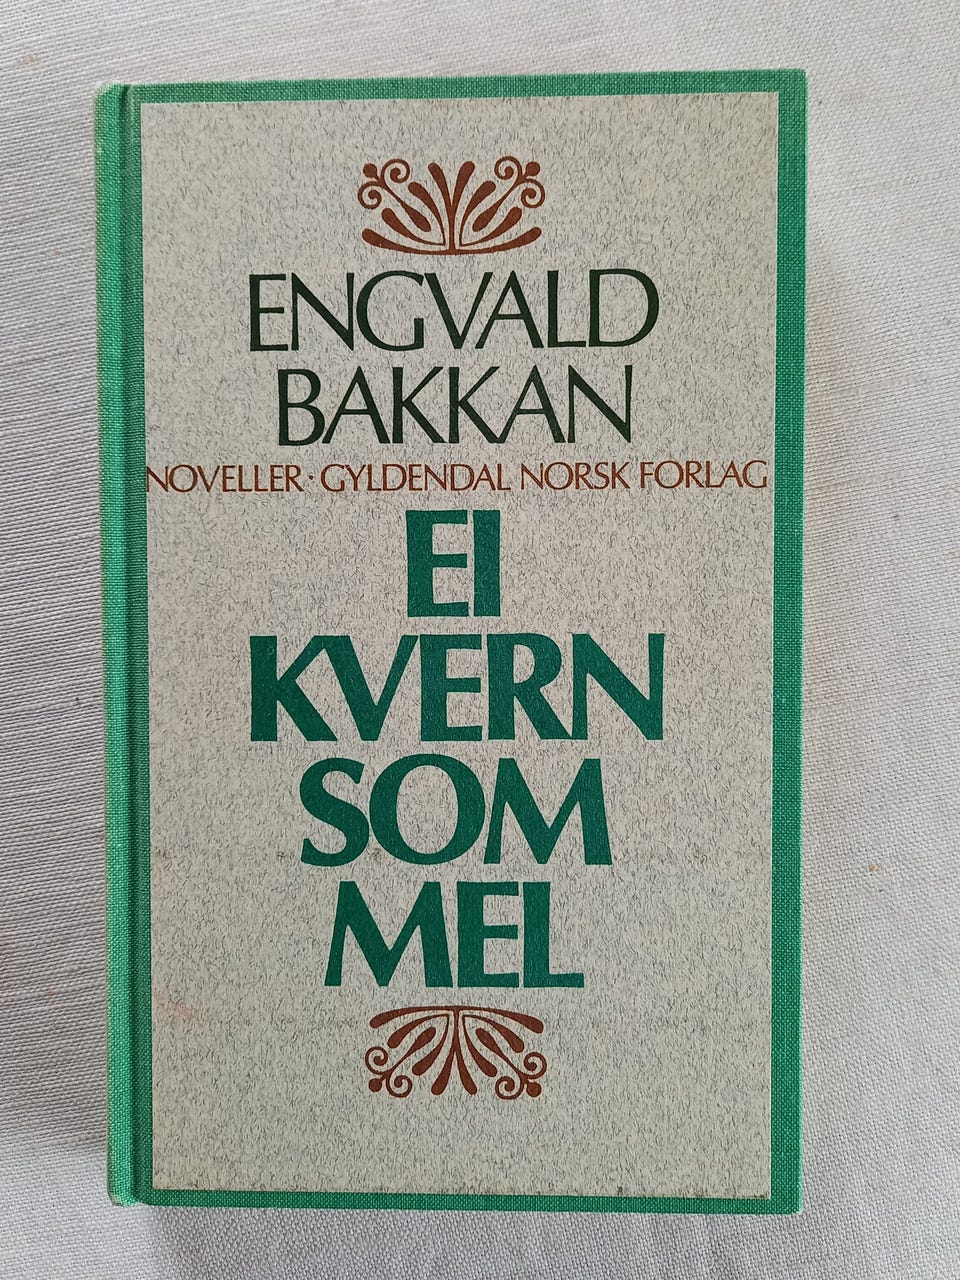 ENGVALD
BAKKAN
NOVELLER · GYLDENDAL NORSK FORLAG
EI
KVERN
SOM
MEL